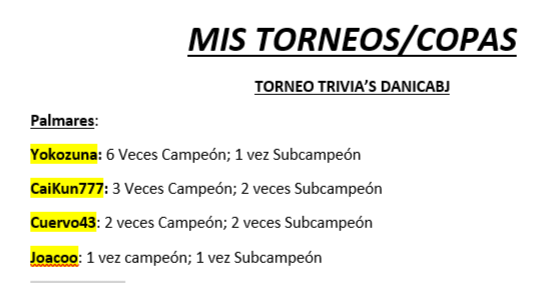 MIS TORNEOS/COPAS
TORNEO TRIVIA'S DANICABJ
Palmares:
Yokozuna: 6 Veces Campeón; 1 vez Subcampeón
CaiKun777: 3 Veces Campeón; 2 veces Subcampeón
Cuervo43: 2 veces Campeón; 2 veces Subcampeón
Joacoo: 1 vez campeón; 1 vez Subcampeón